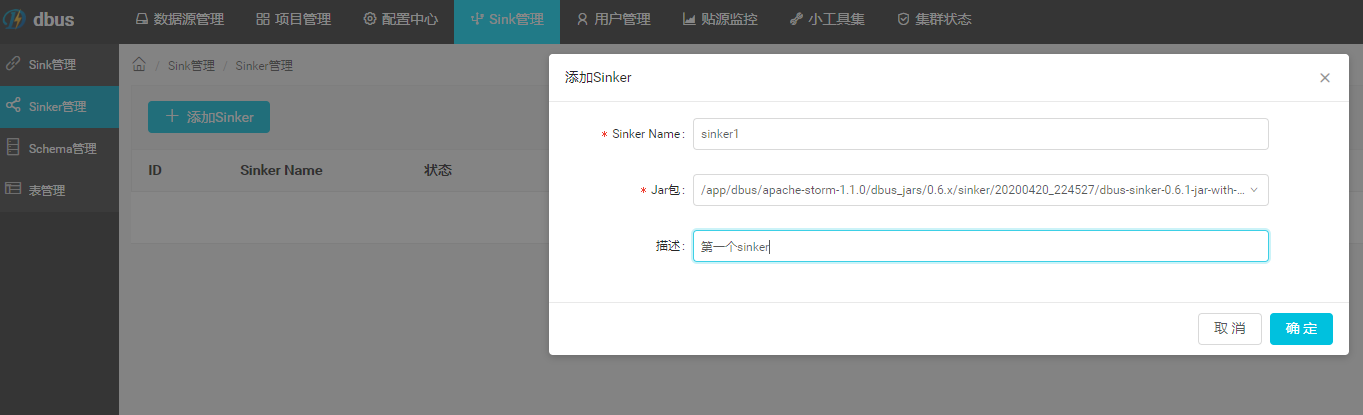 dbus
数据源管理
项目管理
配置中心
Sink管理
用户管理
贴源监控
小工具集
集群状态
Sink管理
Sinker管理
Schema管理
表管理
/ Sink管理 / Sinker管理
添加Sinker
ID Sinker Name 状态
添加Sinker
* Sinker Name: sinker1
* Jar包: /app/dbus/apache-storm-1.1.0/dbus_jars/0.6.x/sinker/20200420_224527/dbus-sinker-0.6.1-jar-with-...
描述: 第一个sinker
取 消 确 定